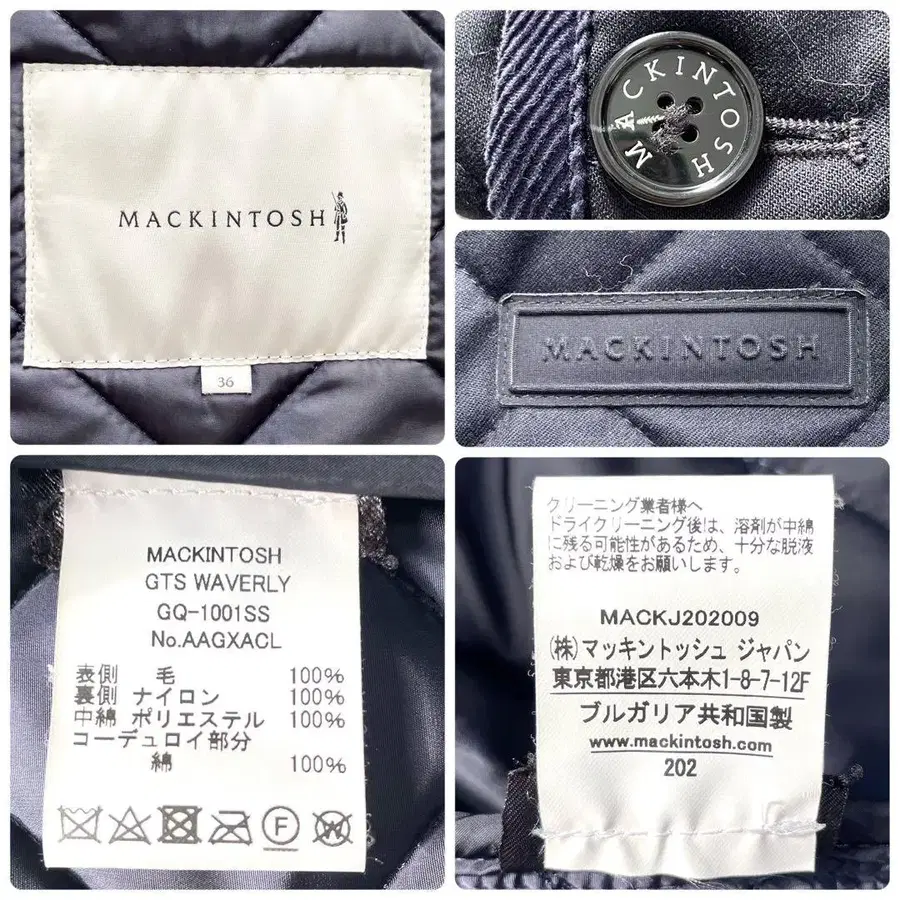 MACKINTOSH
36
MACKINTOSH
MACKINTOSH
MACKINTOSH
GTS WAVERLY
GQ-1001SS
No.AAGXACL
表側 毛 100%
裏側 ナイロン 100%
中綿 ポリエステル 100%
コーデュロイ部分
綿 100%
F
W
クリーニング業者様へ
ドライクリーニング後は、溶剤が中綿
に残る可能性があるため、十分な脱液
および乾燥をお願いします。
MACKJ202009
(株)マッキントッシュ ジャパン
東京都港区六本木1-8-7-12F
ブルガリア共和国製
www.mackintosh.com
202